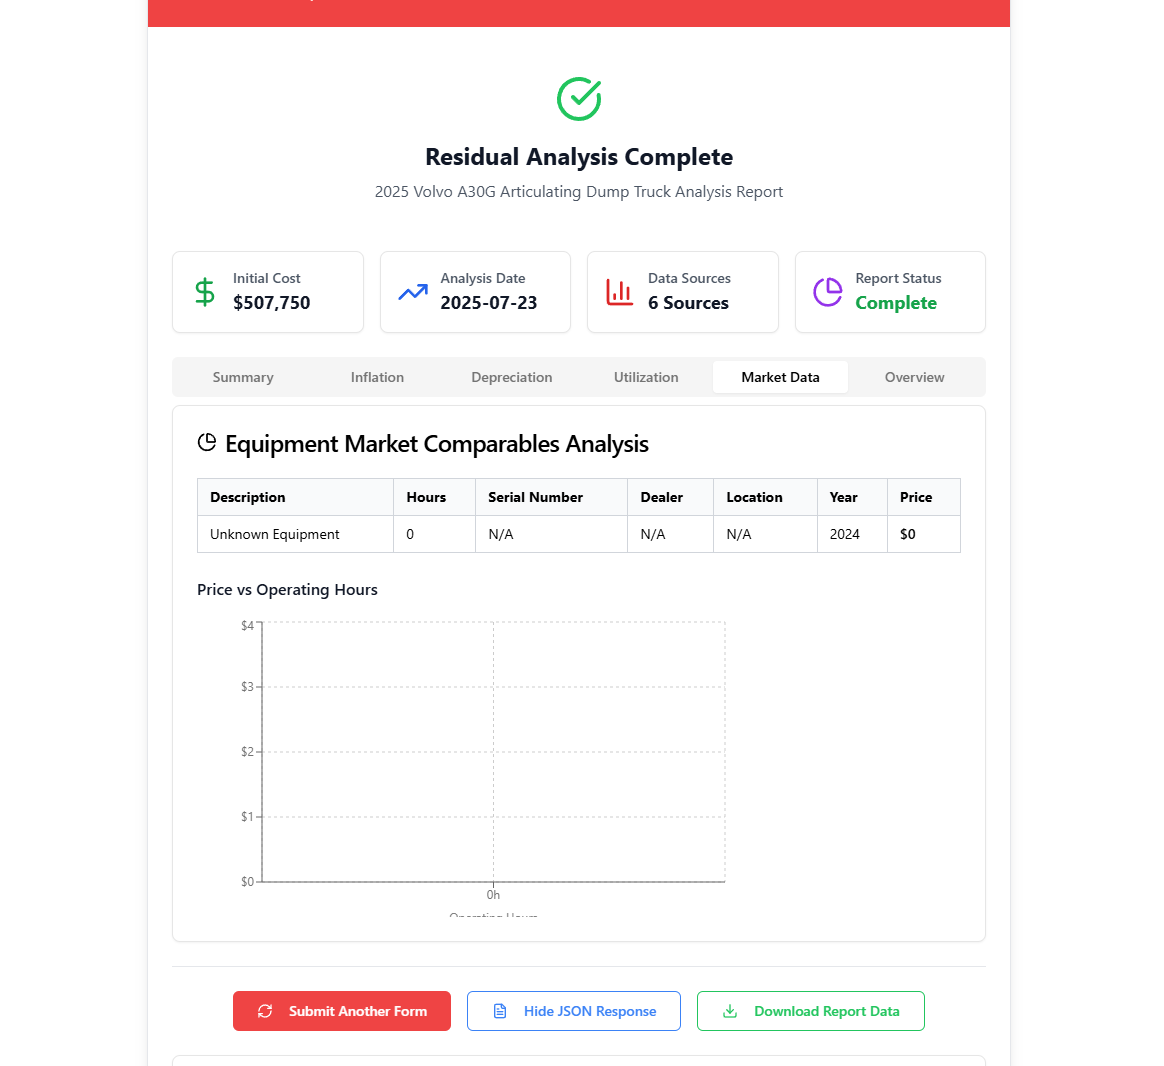 Residual Analysis Complete
2025 Volvo A30G Articulating Dump Truck Analysis Report
Initial Cost
$507,750
Analysis Date
2025-07-23
Data Sources
6 Sources
Report Status
Complete
Summary Inflation Depreciation Utilization Market Data Overview
Equipment Market Comparables Analysis
Description Hours Serial Number Dealer Location Year Price
Unknown Equipment 0 N/A N/A N/A 2024 $0
Price vs Operating Hours
$4
$3
$2
$1
$0
0h
Operating Hours
Submit Another Form Hide JSON Response Download Report Data